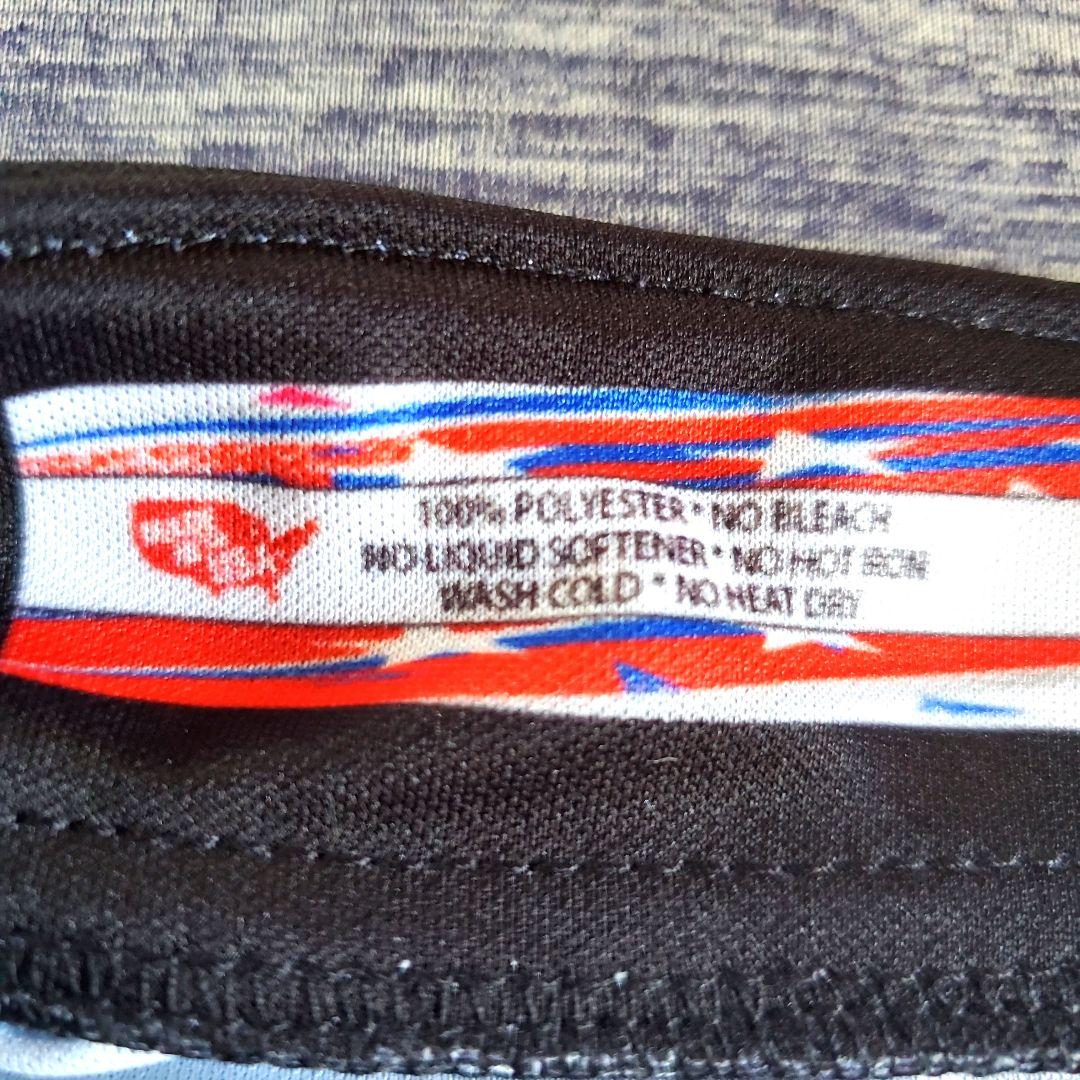 100% POLYESTER * NO BLEACH
NO LIQUID SOFTENER * NO HOT IRON
WASH COLD * NO HEAT DRY